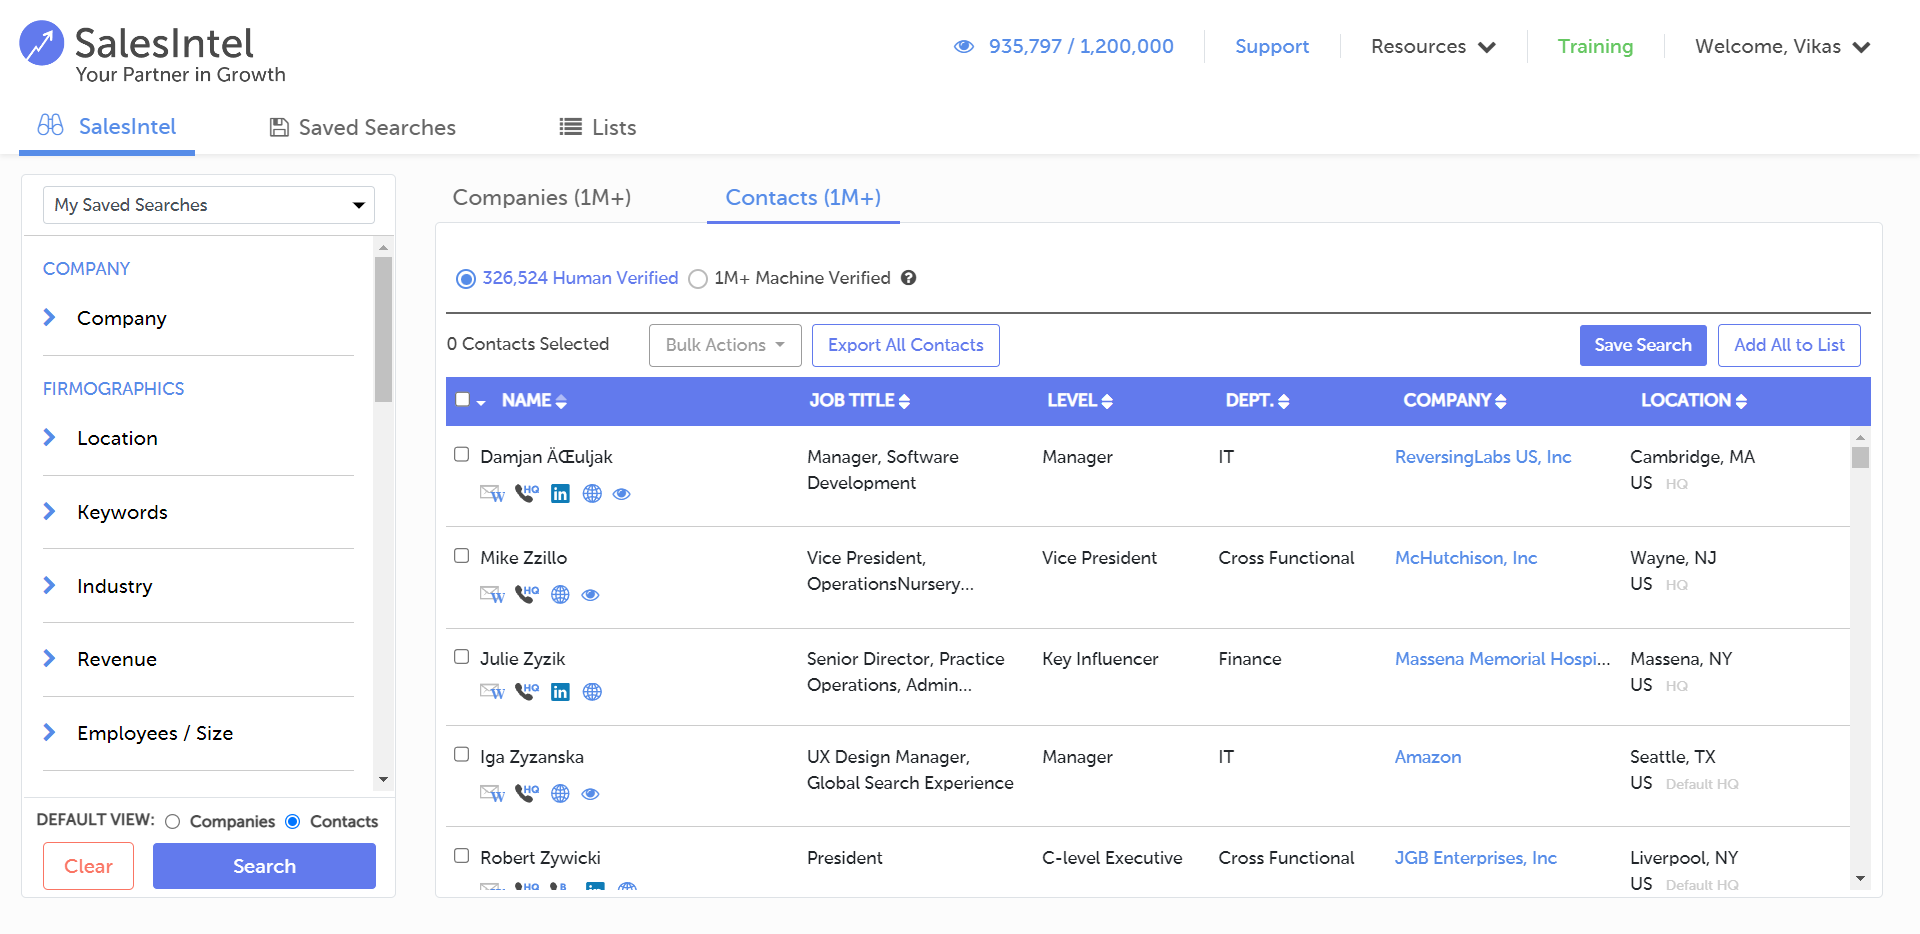 SalesIntel
Your Partner in Growth
935,797 / 1,200,000
Support
Resources
Training
Welcome, Vikas
SalesIntel
Saved Searches
Lists
My Saved Searches
COMPANY
Company
FIRMOGRAPHICS
Location
Keywords
Industry
Revenue
Employees / Size
DEFAULT VIEW: Companies Contacts
Clear
Search
Companies (1M+)
Contacts (1M+)
326,524 Human Verified 1M+ Machine Verified ?
0 Contacts Selected
Bulk Actions
Export All Contacts
Save Search
Add All to List
NAME JOB TITLE LEVEL DEPT. COMPANY LOCATION
Damjan ÄŒuljak Manager, Software Manager IT ReversingLabs US, Inc Cambridge, MA
Development US HQ
W HQ in
Mike Zzillo Vice President, Vice President Cross Functional McHutchison, Inc Wayne, NJ
OperationsNursery... US HQ
W HQ
Julie Zyzik Senior Director, Practice Key Influencer Finance Massena Memorial Hospi... Massena, NY
Operations, Admin... US HQ
W HQ in
Iga Zyzanska UX Design Manager, Manager IT Amazon Seattle, TX
Global Search Experience US Default HQ
W HQ
Robert Zywicki President C-level Executive Cross Functional JGB Enterprises, Inc Liverpool, NY
US Default HQ
HQ B